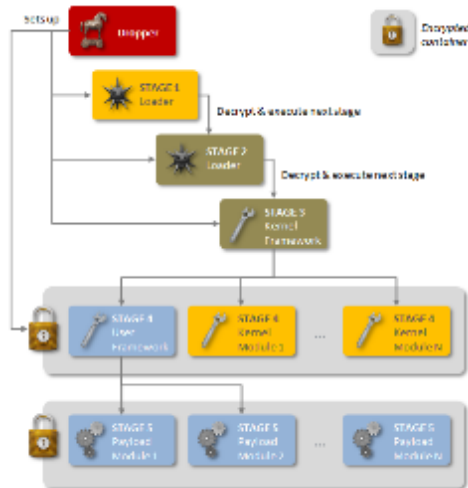 Sets up
Dropper
Encrypted
container
STAGE 1
Loader
Decrypt & execute next stage
STAGE 2
Loader
Decrypt & execute next stage
STAGE 3
Kernel
Framework
STAGE 4
User
Framework
STAGE 4
Kernel
Module 1
...
STAGE 4
Kernel
Module N
STAGE 5
Payload
Module 1
STAGE 5
Payload
Module 2
...
STAGE 5
Payload
Module N